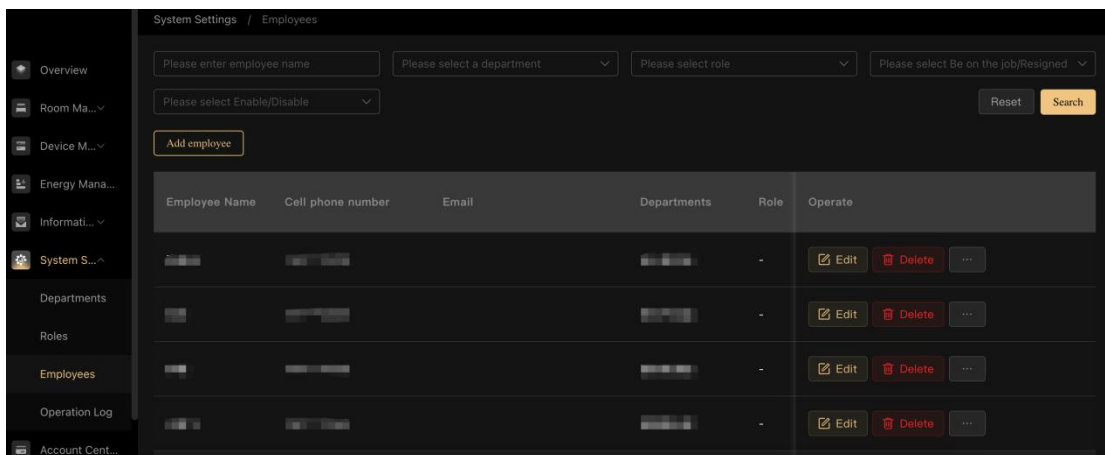 System Settings / Employees
Overview
Room Ma...
Device M...
Energy Mana...
Informati...
System S...
Departments
Roles
Employees
Operation Log
Account Cent...
Please enter employee name
Please select a department
Please select role
Please select Be on the job/Resigned
Please select Enable/Disable
Reset
Search
Add employee
Employee Name Cell phone number Email Departments Role Operate
- Edit Delete ...
- Edit Delete ...
- Edit Delete ...
- Edit Delete ...